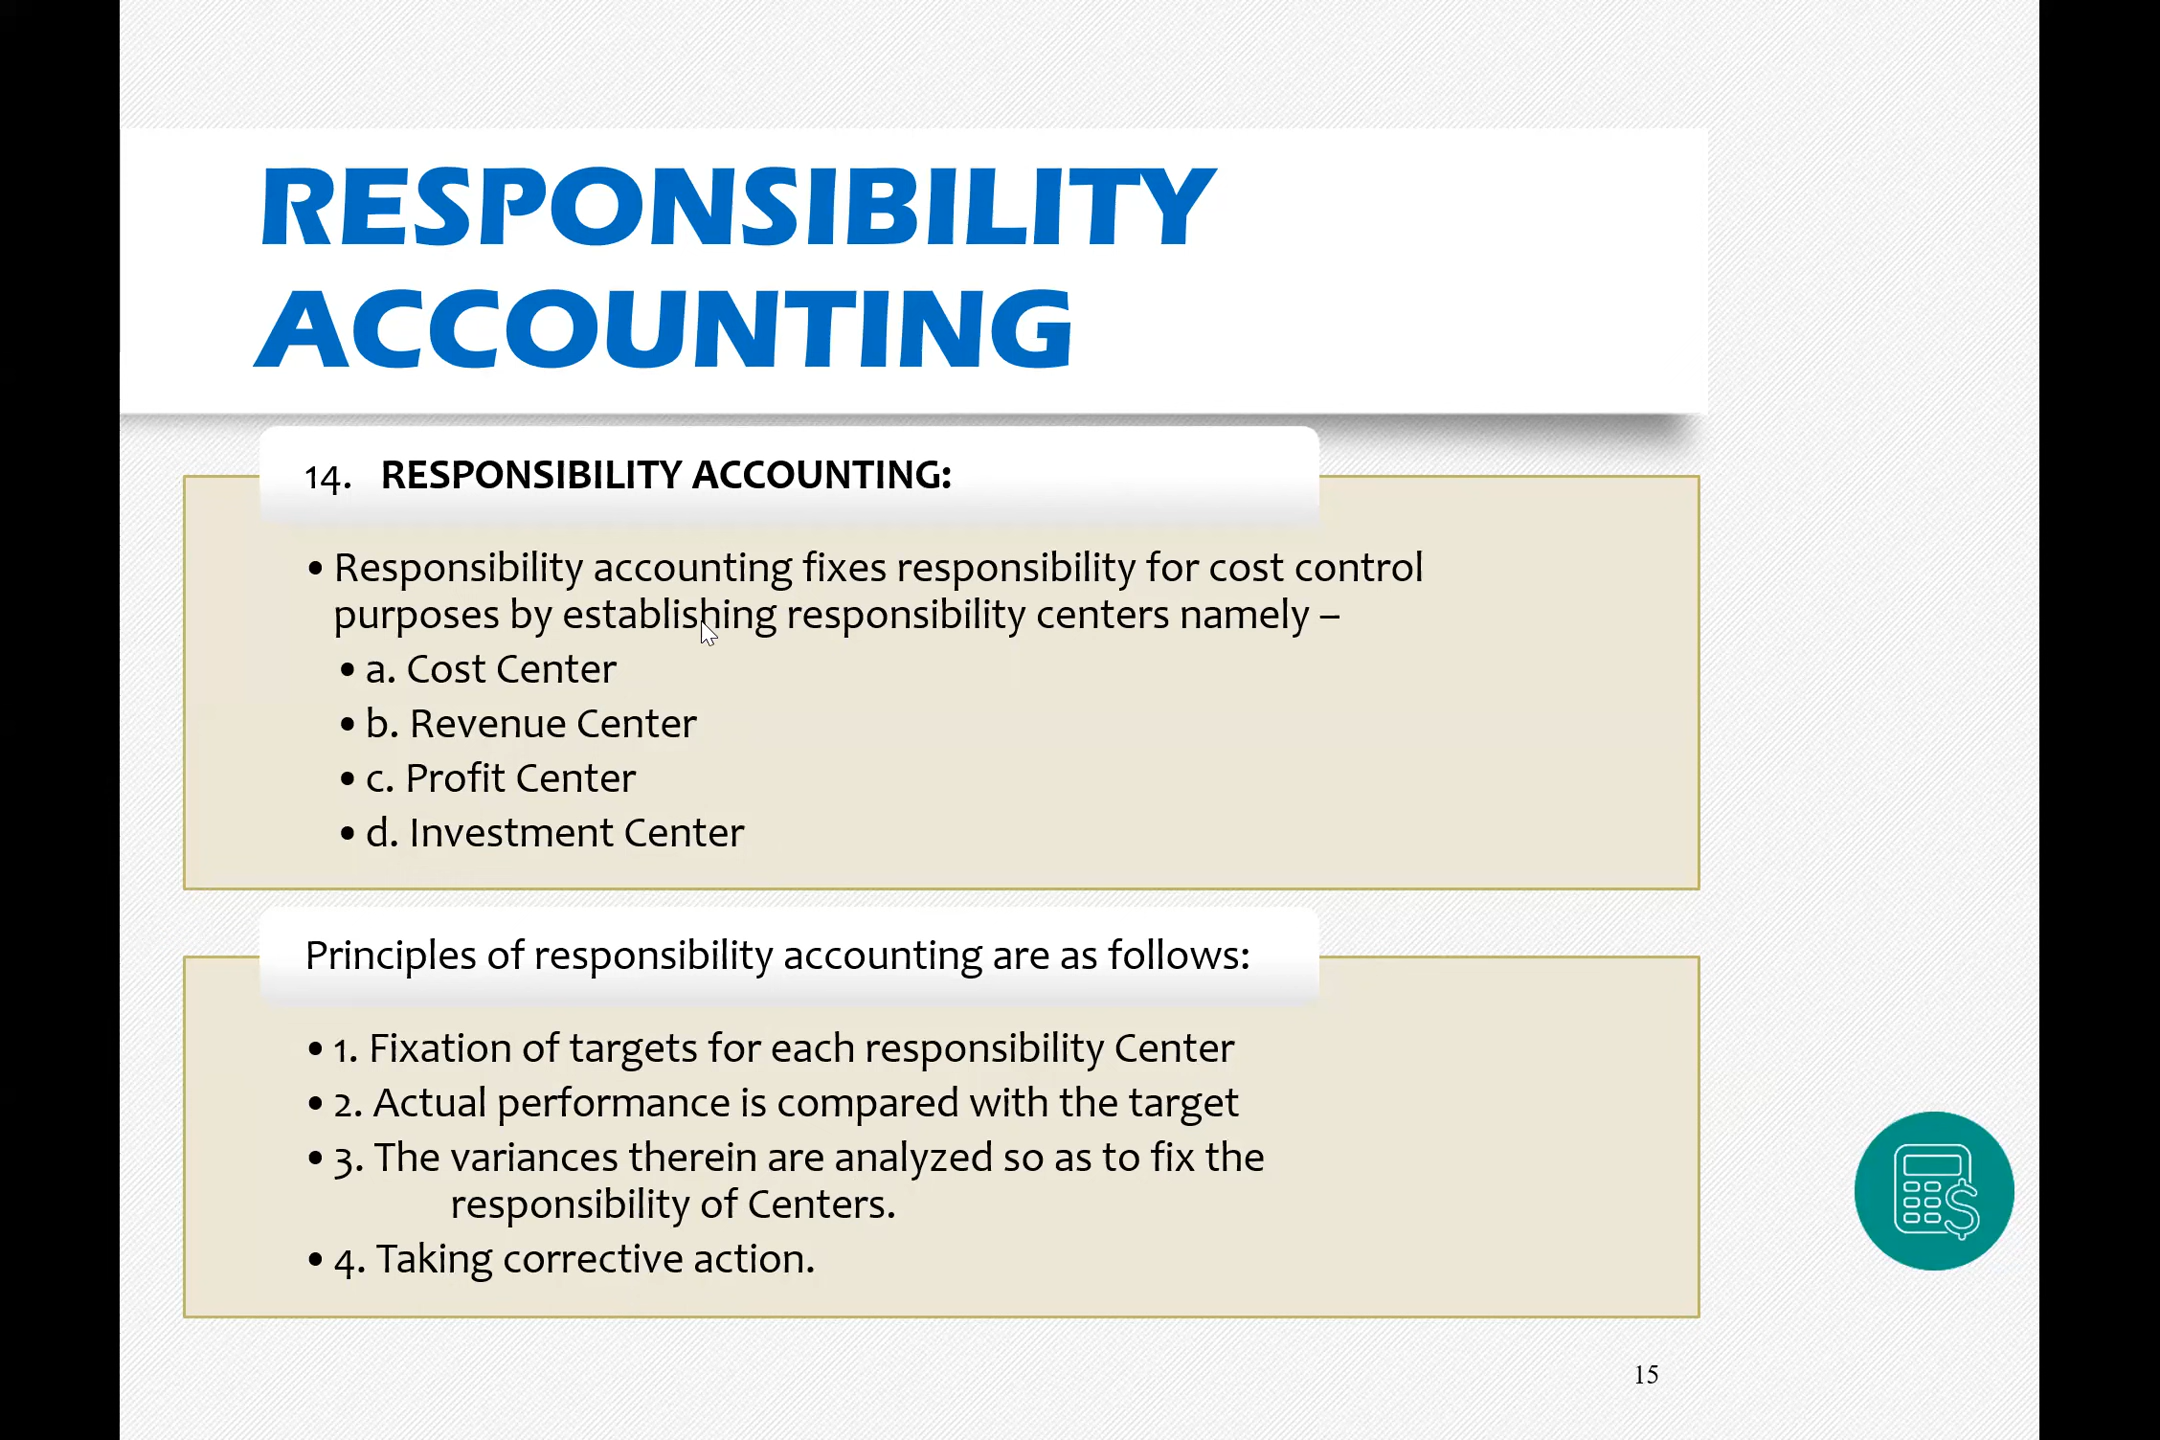 RESPONSIBILITY
ACCOUNTING
14. RESPONSIBILITY ACCOUNTING:
• Responsibility accounting fixes responsibility for cost control
purposes by establishing responsibility centers namely –
• a. Cost Center
• b. Revenue Center
• c. Profit Center
• d. Investment Center
Principles of responsibility accounting are as follows:
• 1. Fixation of targets for each responsibility Center
• 2. Actual performance is compared with the target
• 3. The variances therein are analyzed so as to fix the
responsibility of Centers.
• 4. Taking corrective action.
$
15